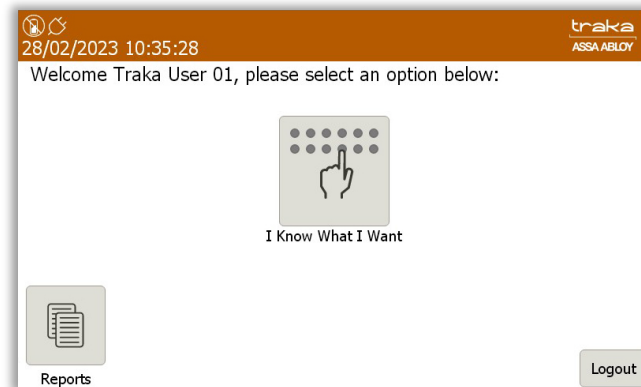 28/02/2023 10:35:28
traka
ASSA ABLOY
Welcome Traka User 01, please select an option below:
I Know What I Want
Reports
Logout